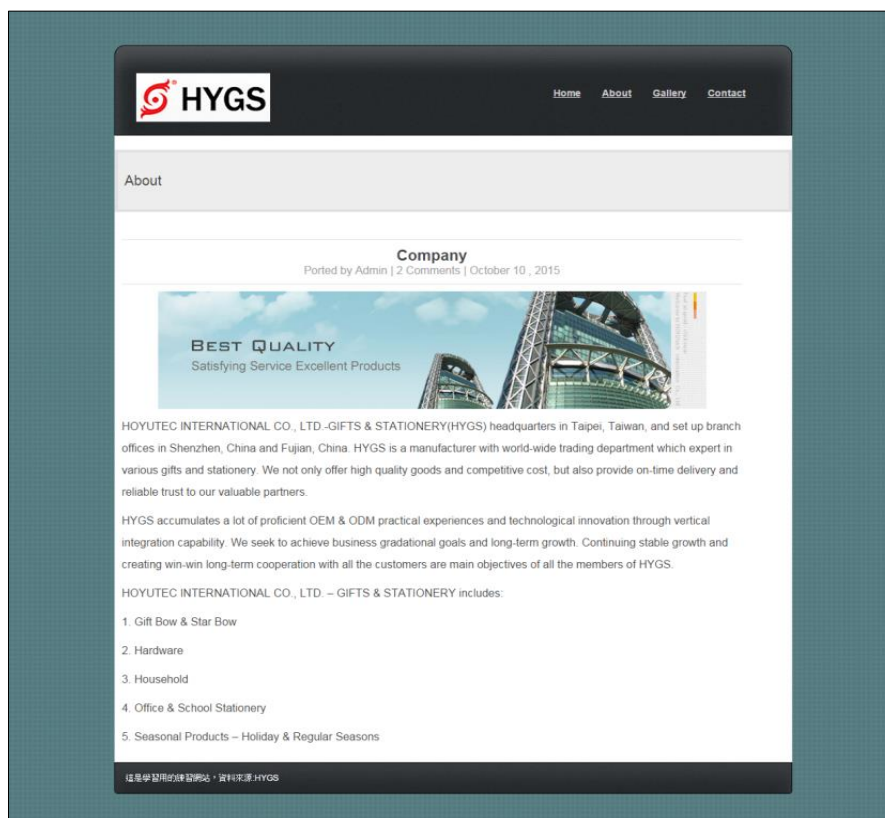 HYGS
Home About Gallery Contact
About
Company
Ported by Admin | 2 Comments | October 10 , 2015
BEST QUALITY
Satisfying Service Excellent Products
HOYUTEC INTERNATIONAL CO., LTD.-GIFTS & STATIONERY(HYGS) headquarters in Taipei, Taiwan, and set up branch
offices in Shenzhen, China and Fujian, China. HYGS is a manufacturer with world-wide trading department which expert in
various gifts and stationery. We not only offer high quality goods and competitive cost, but also provide on-time delivery and
reliable trust to our valuable partners.
HYGS accumulates a lot of proficient OEM & ODM practical experiences and technological innovation through vertical
integration capability. We seek to achieve business gradational goals and long-term growth. Continuing stable growth and
creating win-win long-term cooperation with all the customers are main objectives of all the members of HYGS.
HOYUTEC INTERNATIONAL CO., LTD. – GIFTS & STATIONERY includes:
1. Gift Bow & Star Bow
2. Hardware
3. Household
4. Office & School Stationery
5. Seasonal Products – Holiday & Regular Seasons
這是學習用的練習網站，資料來源:HYGS